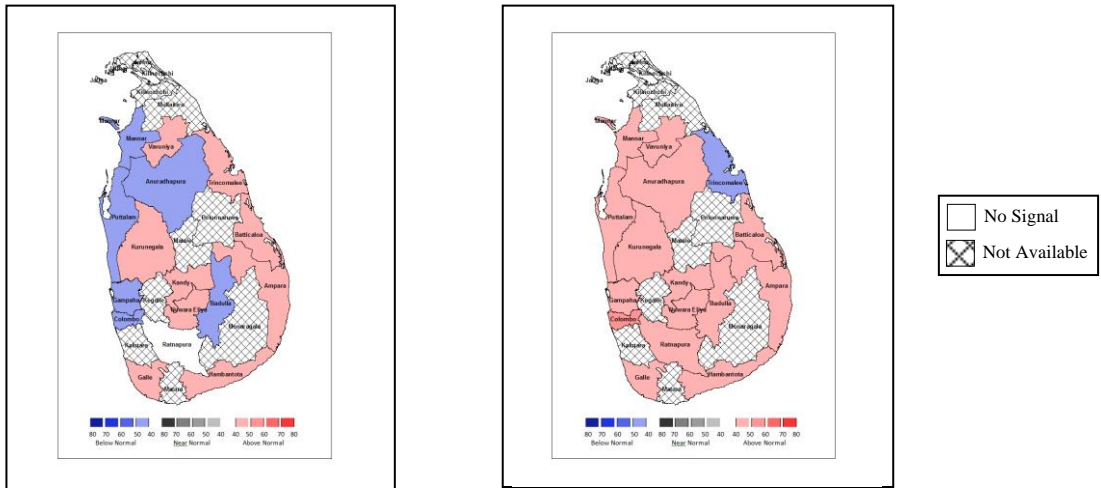 Jaffna
Kilinochchi
Mullaitivu
Mannar
Mannar
Vavuniya
Anuradhapura
Trincomalee
Puttalam
Polonnaruwa
Matale
Batticaloa
Kurunegala
Kandy
Ampara
Gampaha
Kegalle
Badulla
Nuwara Eliya
Colombo
Monaragala
Kalutara
Ratnapura
Galle
Hambantota
Matara
80 70 60 50 40
80 70 60 50 40
40 50 60 70 80
Below Normal
Near Normal
Above Normal
Jaffna
Kilinochchi
Mullaitivu
Mannar
Mannar
Vavuniya
Anuradhapura
Trincomalee
Puttalam
Polonnaruwa
Matale
Batticaloa
Kurunegala
Kandy
Ampara
Gampaha
Kegalle
Badulla
Nuwara Eliya
Colombo
Monaragala
Kalutara
Ratnapura
Galle
Hambantota
Matara
80 70 60 50 40
80 70 60 50 40
40 50 60 70 80
Below Normal
Near Normal
Above Normal
No Signal
Not Available